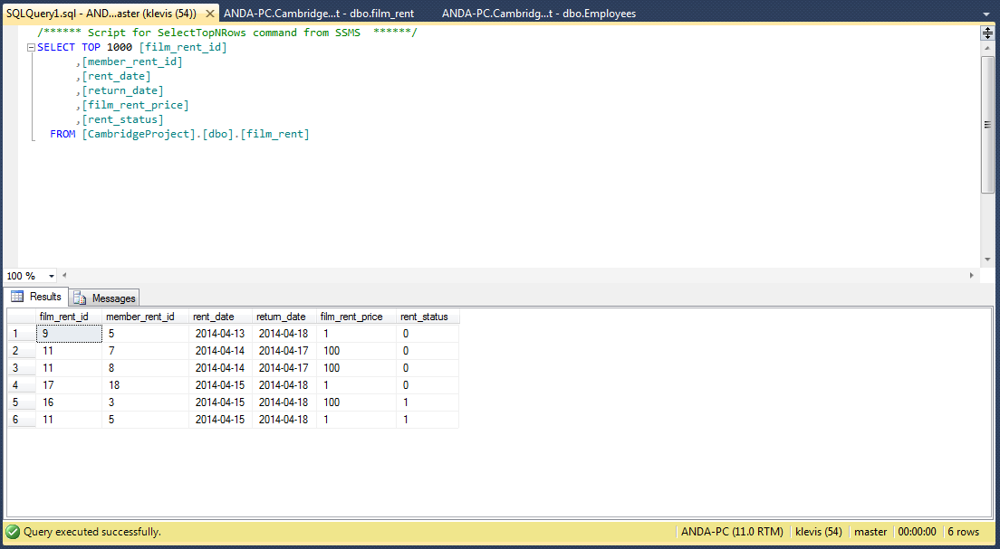 SQLQuery1.sql - AND...aster (klevis (54)) ANDA-PC.Cambridge...t - dbo.film_rent ANDA-PC.Cambridg...t - dbo.Employees
/****** Script for SelectTopNRows command from SSMS ******/
SELECT TOP 1000 [film_rent_id]
,[member_rent_id]
,[rent_date]
,[return_date]
,[film_rent_price]
,[rent_status]
FROM [CambridgeProject].[dbo].[film_rent]
100 %
Results Messages
film_rent_id member_rent_id rent_date return_date film_rent_price rent_status
1 9 5 2014-04-13 2014-04-18 1 0
2 11 7 2014-04-14 2014-04-17 100 0
3 11 8 2014-04-14 2014-04-17 100 0
4 17 18 2014-04-15 2014-04-18 1 0
5 16 3 2014-04-15 2014-04-18 100 1
6 11 5 2014-04-15 2014-04-18 1 1
Query executed successfully. ANDA-PC (11.0 RTM) klevis (54) master 00:00:00 6 rows